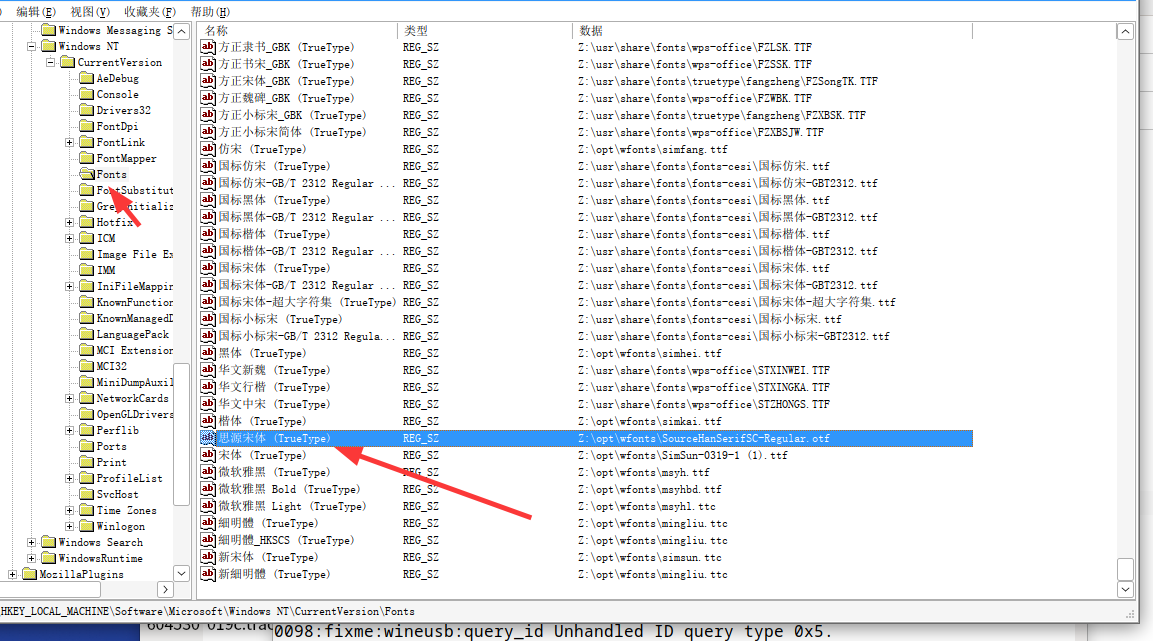 编辑(E) 视图(V) 收藏夹(F) 帮助(H)
Windows Messaging S
Windows NT
CurrentVersion
AeDebug
Console
Drivers32
FontDpi
FontLink
FontMapper
Fonts
FontSubstitut
Hotfix
ICM
Image File Ex
IMM
IniFileMappin
KnownFunction
KnownManagedD
LanguagePack
MCI Extension
MCI32
MiniDumpAuxil
NetworkCards
OpenGLDrivers
Perflib
Ports
Print
ProfileList
SvcHost
Time Zones
Winlogon
Windows Search
WindowsRuntime
MozillaPlugins
名称 类型 数据
方正隶书_GBK (TrueType) REG_SZ Z:\usr\share\fonts\wps-office\FZLSK.TTF
方正书宋_GBK (TrueType) REG_SZ Z:\usr\share\fonts\wps-office\FZSSK.TTF
方正宋体_GBK (TrueType) REG_SZ Z:\usr\share\fonts\truetype\fangzheng\FZSongTK.TTF
方正魏碑_GBK (TrueType) REG_SZ Z:\usr\share\fonts\wps-office\FZWBK.TTF
方正小标宋_GBK (TrueType) REG_SZ Z:\usr\share\fonts\truetype\fangzheng\FZXBSK.TTF
方正小标宋简体 (TrueType) REG_SZ Z:\usr\share\fonts\wps-office\FZXBSJW.TTF
仿宋 (TrueType) REG_SZ Z:\opt\wfonts\simfang.ttf
国标仿宋 (TrueType) REG_SZ Z:\usr\share\fonts\fonts-cesi\国标仿宋.ttf
国标仿宋-GB/T 2312 Regular ... REG_SZ Z:\usr\share\fonts\fonts-cesi\国标仿宋-GBT2312.ttf
国标黑体 (TrueType) REG_SZ Z:\usr\share\fonts\fonts-cesi\国标黑体.ttf
国标黑体-GB/T 2312 Regular ... REG_SZ Z:\usr\share\fonts\fonts-cesi\国标黑体-GBT2312.ttf
国标楷体 (TrueType) REG_SZ Z:\usr\share\fonts\fonts-cesi\国标楷体.ttf
国标楷体-GB/T 2312 Regular ... REG_SZ Z:\usr\share\fonts\fonts-cesi\国标楷体-GBT2312.ttf
国标宋体 (TrueType) REG_SZ Z:\usr\share\fonts\fonts-cesi\国标宋体.ttf
国标宋体-GB/T 2312 Regular ... REG_SZ Z:\usr\share\fonts\fonts-cesi\国标宋体-GBT2312.ttf
国标宋体-超大字符集 (TrueType) REG_SZ Z:\usr\share\fonts\fonts-cesi\国标宋体-超大字符集.ttf
国标小标宋 (TrueType) REG_SZ Z:\usr\share\fonts\fonts-cesi\国标小标宋.ttf
国标小标宋-GB/T 2312 Regula... REG_SZ Z:\usr\share\fonts\fonts-cesi\国标小标宋-GBT2312.ttf
黑体 (TrueType) REG_SZ Z:\opt\wfonts\simhei.ttf
华文新魏 (TrueType) REG_SZ Z:\usr\share\fonts\wps-office\STXINWEI.TTF
华文行楷 (TrueType) REG_SZ Z:\usr\share\fonts\wps-office\STXINGKA.TTF
华文中宋 (TrueType) REG_SZ Z:\usr\share\fonts\wps-office\STZHONGS.TTF
楷体 (TrueType) REG_SZ Z:\opt\wfonts\simkai.ttf
思源宋体 (TrueType) REG_SZ Z:\opt\wfonts\SourceHanSerifSC-Regular.otf
宋体 (TrueType) REG_SZ Z:\opt\wfonts\SimSun-0319-1 (1).ttf
微软雅黑 (TrueType) REG_SZ Z:\opt\wfonts\msyh.ttf
微软雅黑 Bold (TrueType) REG_SZ Z:\opt\wfonts\msyhbd.ttf
微软雅黑 Light (TrueType) REG_SZ Z:\opt\wfonts\msyhl.ttc
細明體 (TrueType) REG_SZ Z:\opt\wfonts\mingliu.ttc
細明體_HKSCS (TrueType) REG_SZ Z:\opt\wfonts\mingliu.ttc
新宋体 (TrueType) REG_SZ Z:\opt\wfonts\simsun.ttc
新細明體 (TrueType) REG_SZ Z:\opt\wfonts\mingliu.ttc
HKEY_LOCAL_MACHINE\Software\Microsoft\Windows NT\CurrentVersion\Fonts
0098:fixme:wineusb:query_id Unhandled ID query type 0x5.